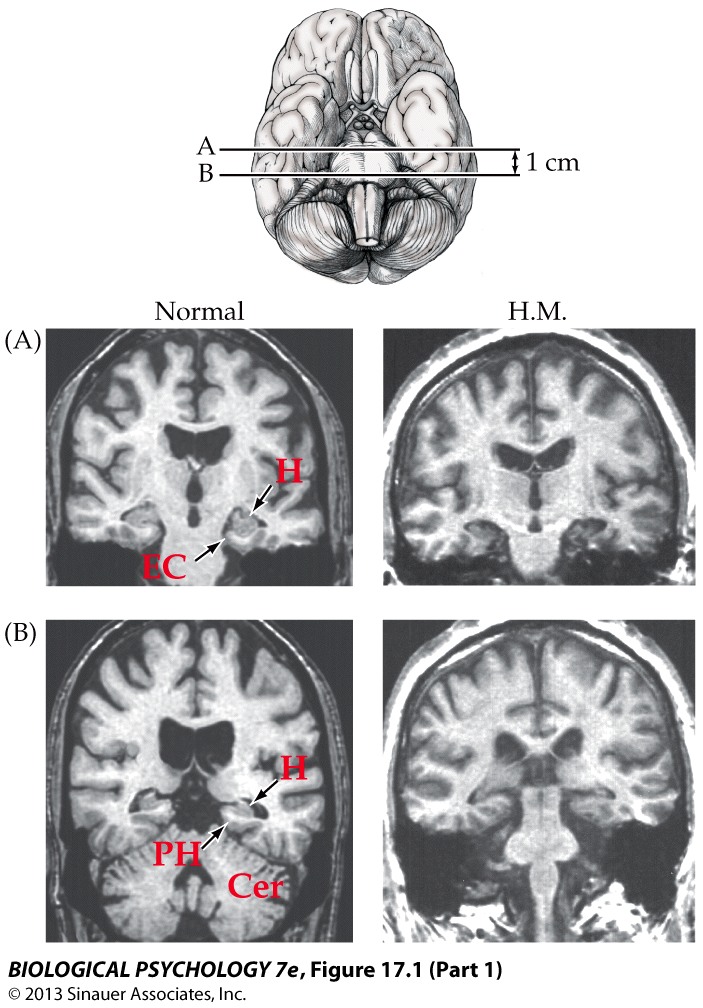 A
B
1 cm
Normal
H.M.
(A)
H
EC
(B)
H
PH
Cer
BIOLOGICAL PSYCHOLOGY 7e, Figure 17.1 (Part 1)
© 2013 Sinauer Associates, Inc.